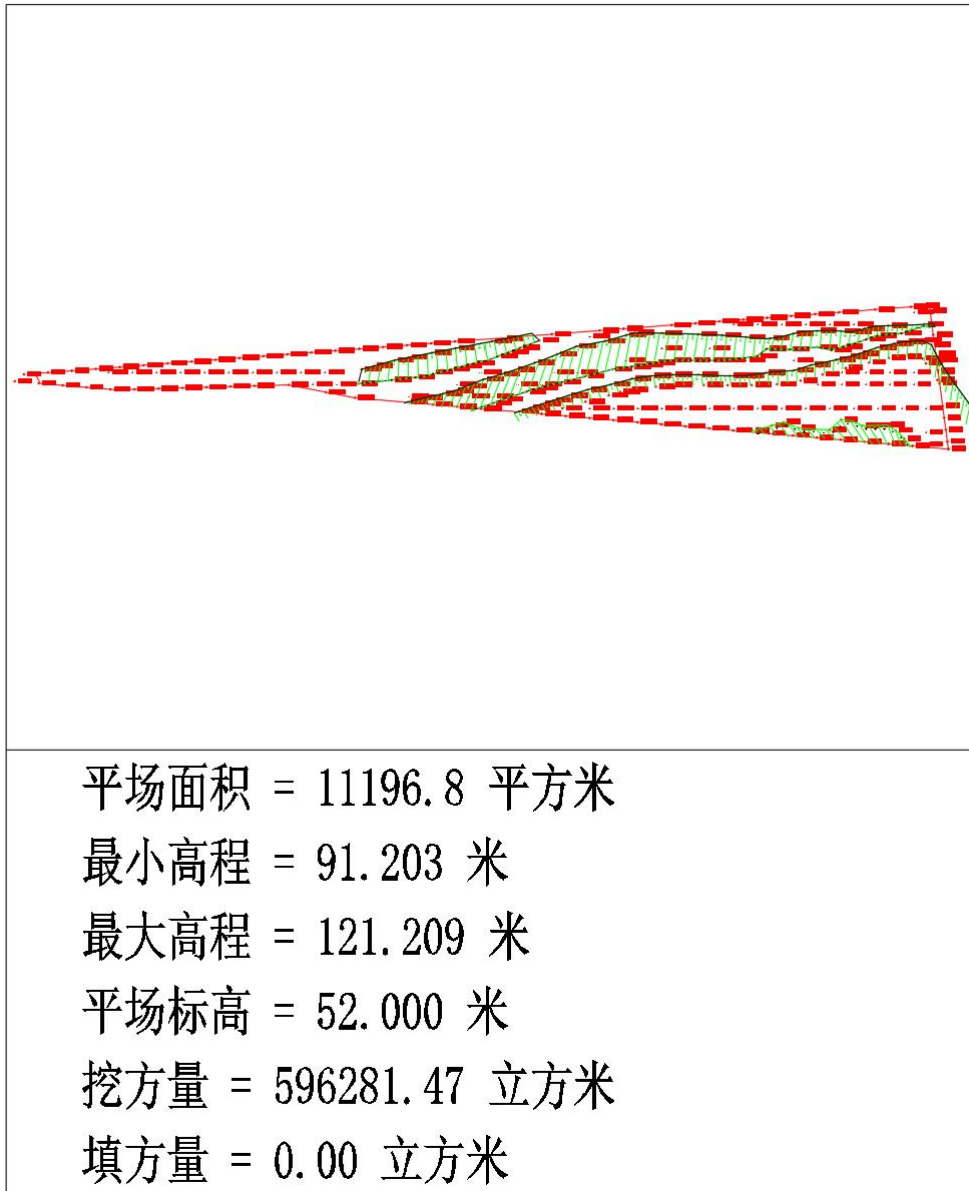 平场面积 = 11196.8 平方米
最小高程 = 91.203 米
最大高程 = 121.209 米
平场标高 = 52.000 米
挖方量 = 596281.47 立方米
填方量 = 0.00 立方米